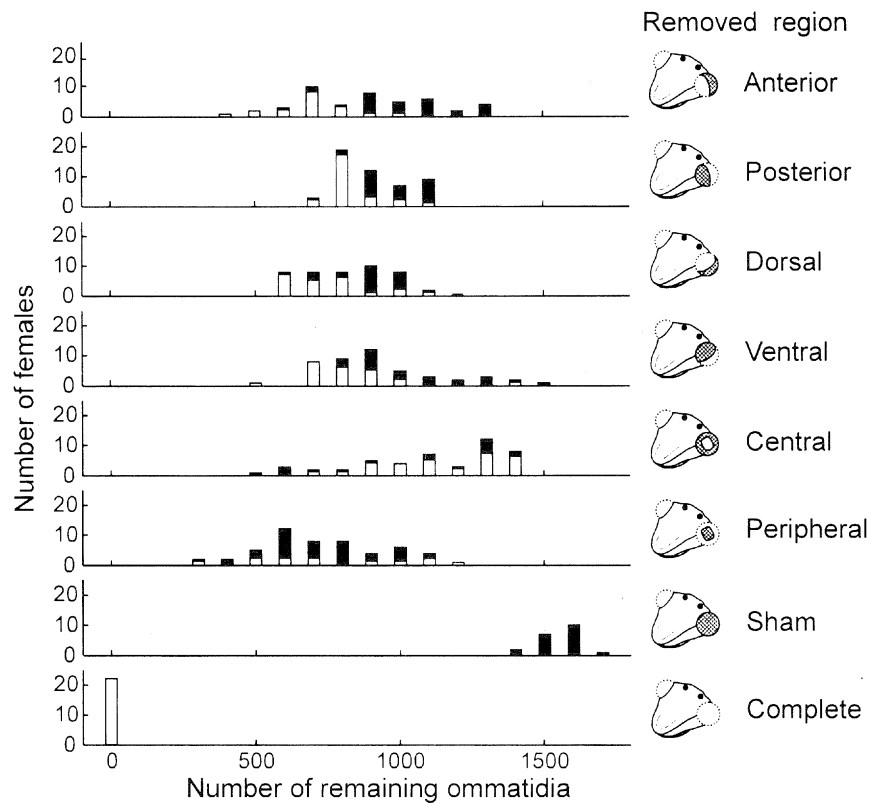 Removed region
20
10
0
Anterior
20
10
0
Posterior
20
10
0
Dorsal
20
10
0
Ventral
20
10
0
Central
20
10
0
Peripheral
20
10
0
Sham
20
10
0
Complete
Number of females
0 500 1000 1500
Number of remaining ommatidia